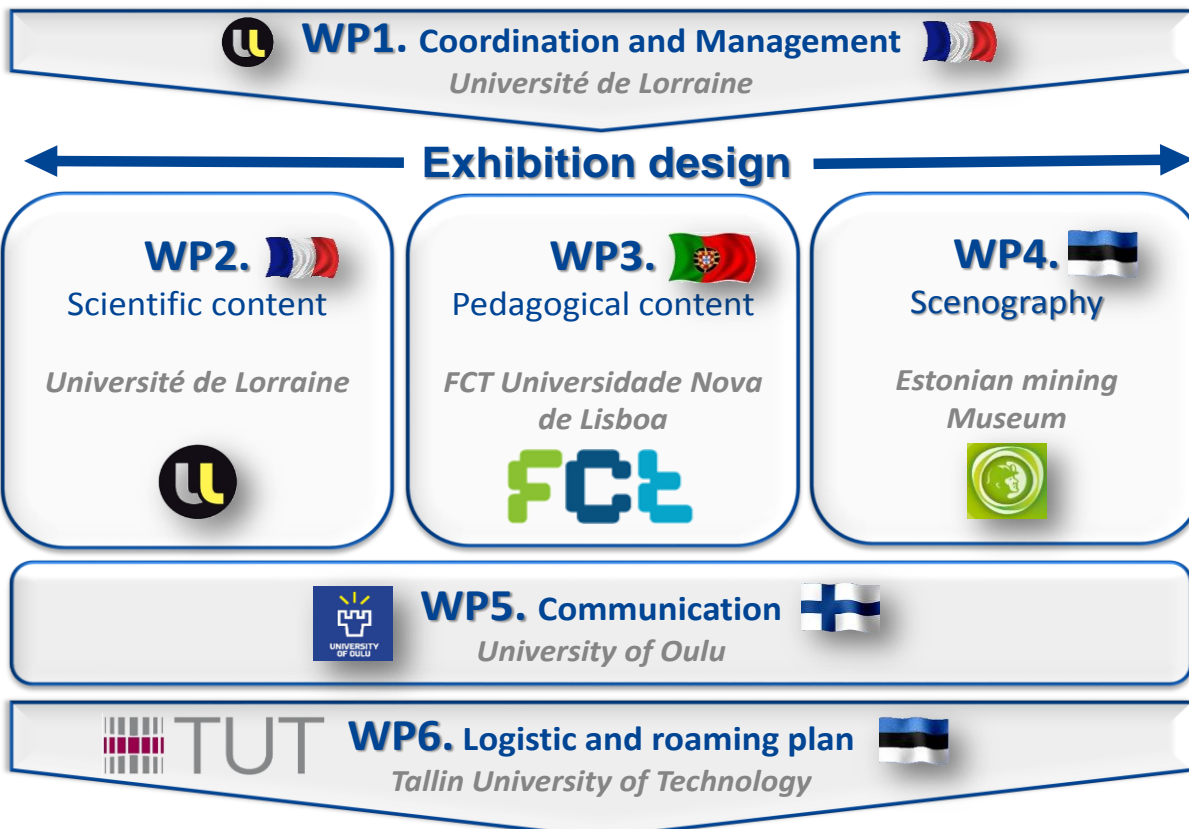 WP1. Coordination and Management
Université de Lorraine
Exhibition design
WP2.
Scientific content
Université de Lorraine
WP3.
Pedagogical content
FCT Universidade Nova
de Lisboa
FCt
WP4.
Scenography
Estonian mining
Museum
UNIVERSITY
OF OULU
WP5. Communication
University of Oulu
TUT
WP6. Logistic and roaming plan
Tallin University of Technology